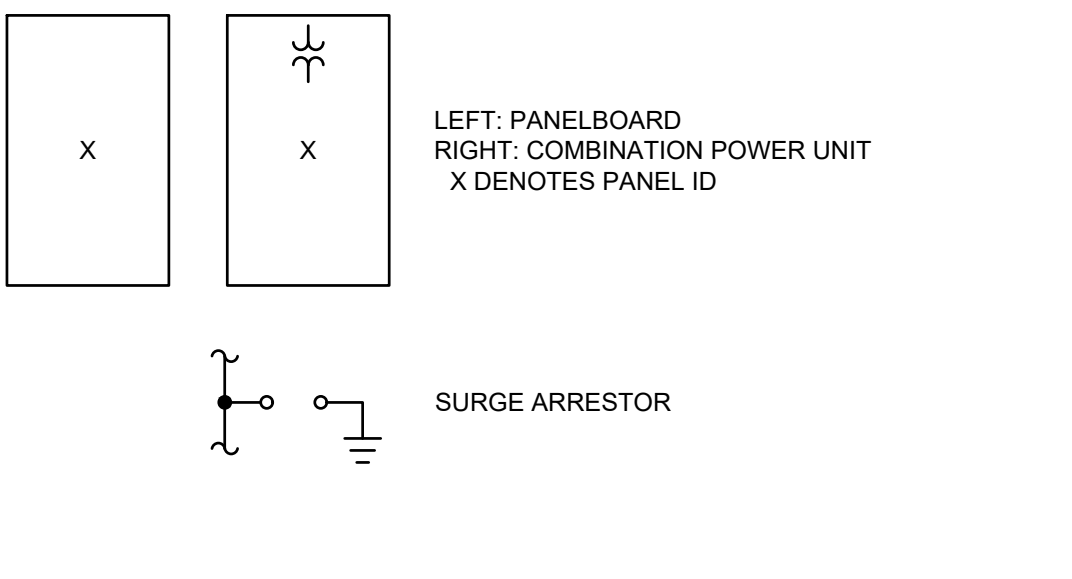 X
X
LEFT: PANELBOARD
RIGHT: COMBINATION POWER UNIT
X DENOTES PANEL ID
SURGE ARRESTOR